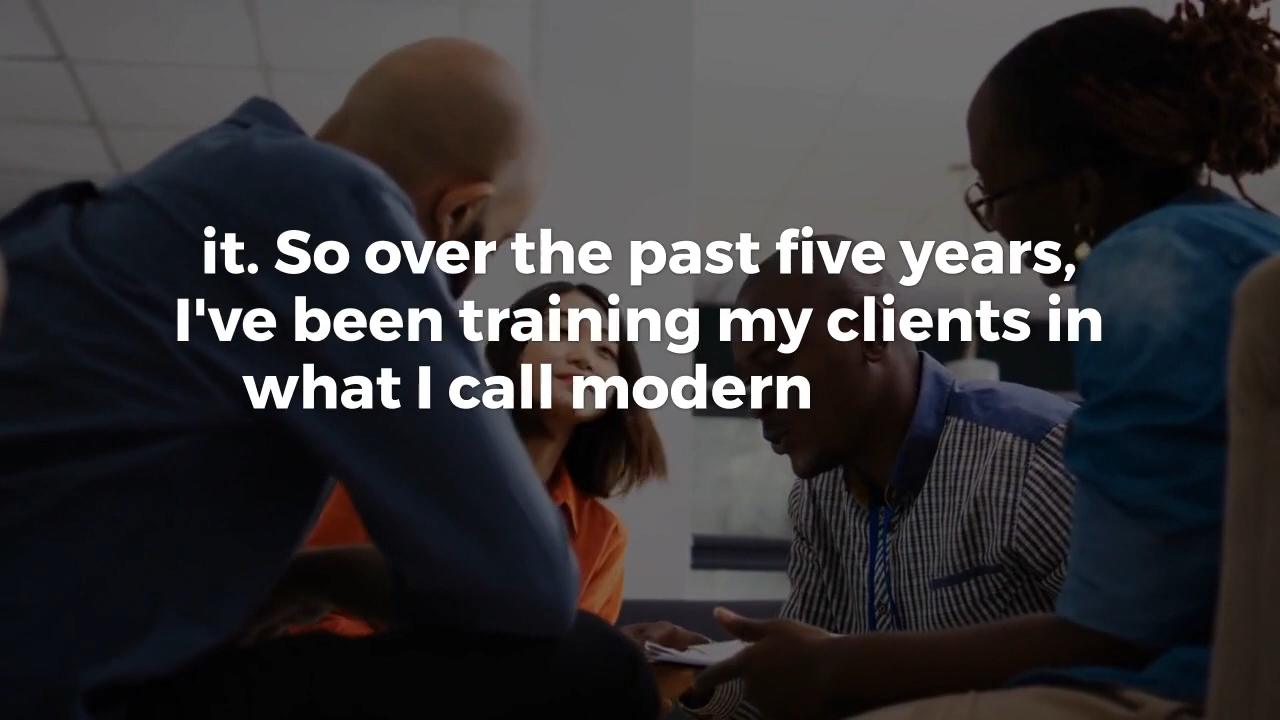 it. So over the past five years,
I've been training my clients in
what I call modern